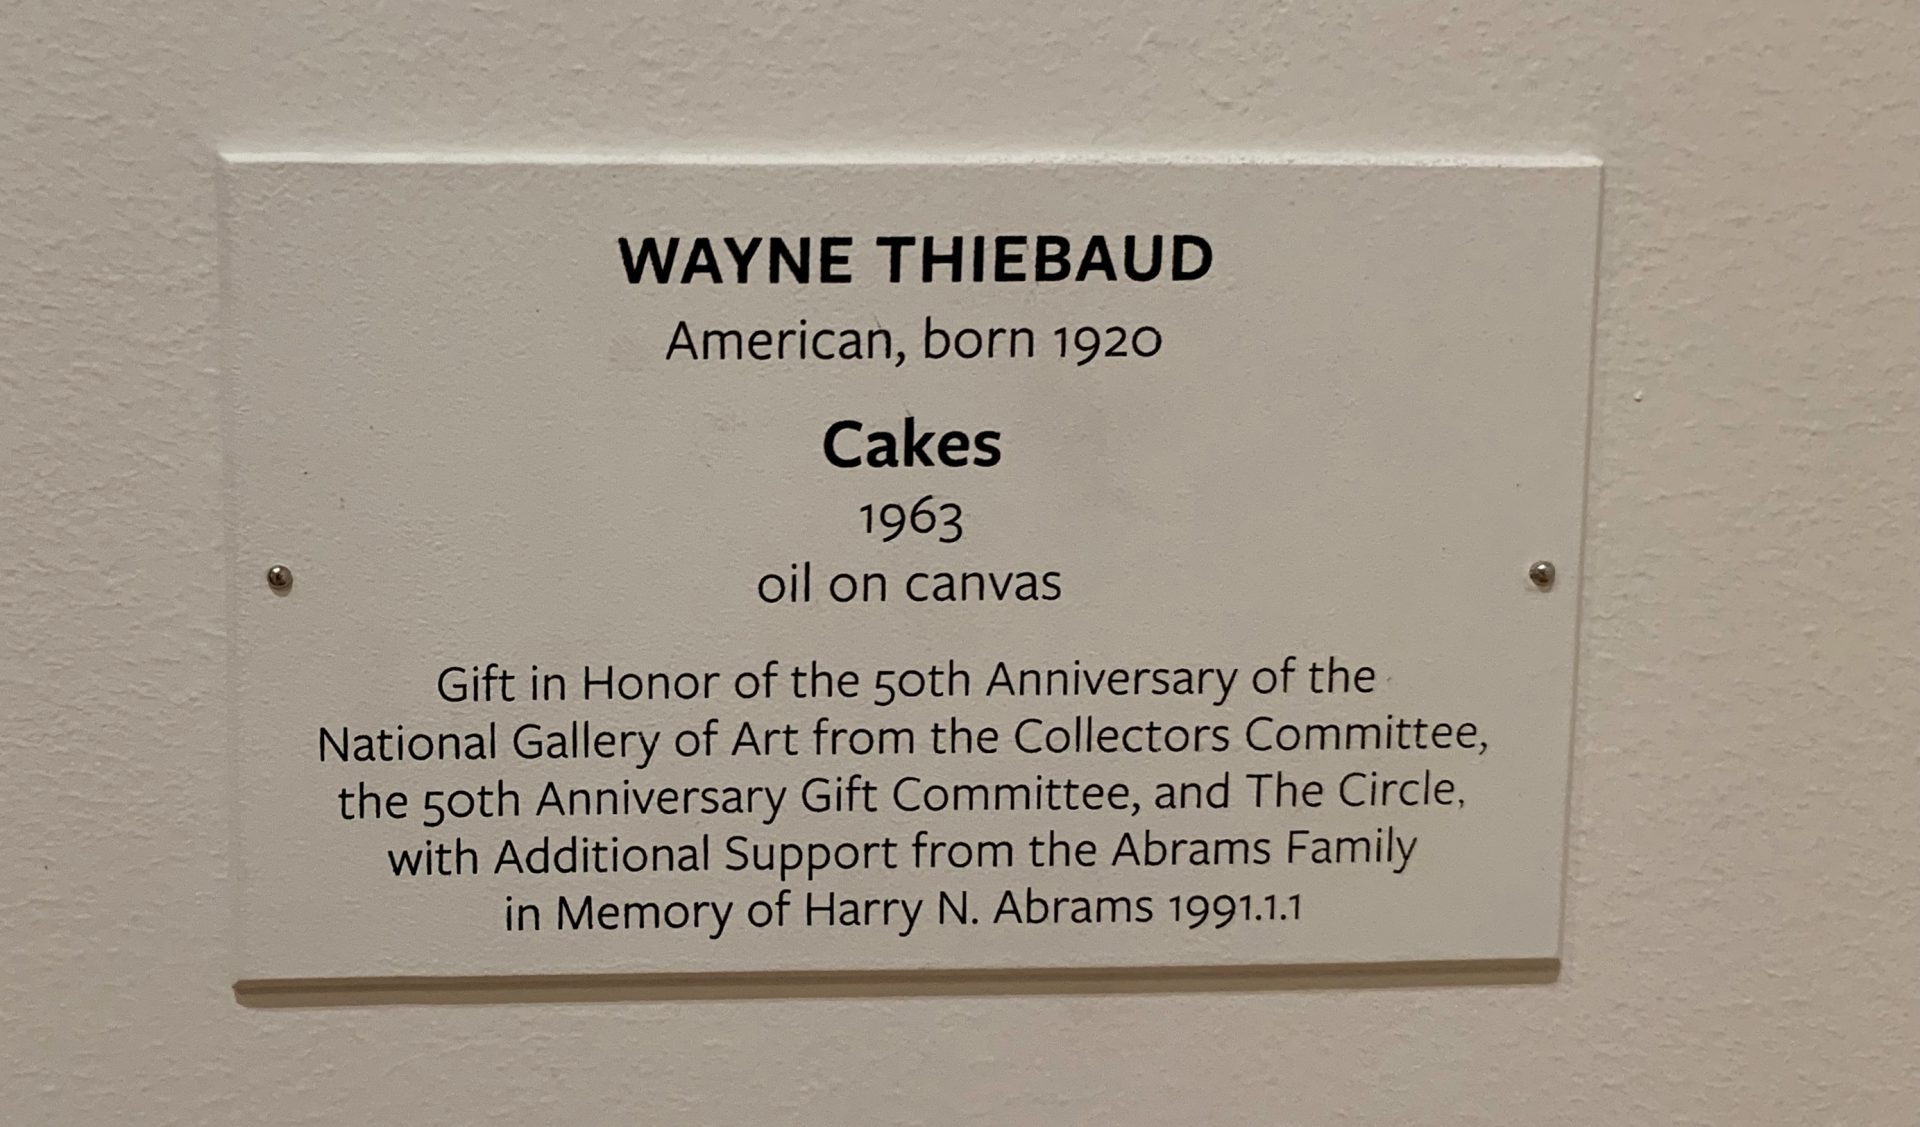 WAYNE THIEBAUD
American, born 1920
Cakes
1963
oil on canvas
Gift in Honor of the 50th Anniversary of the
National Gallery of Art from the Collectors Committee,
the 50th Anniversary Gift Committee, and The Circle,
with Additional Support from the Abrams Family
in Memory of Harry N. Abrams 1991.1.1